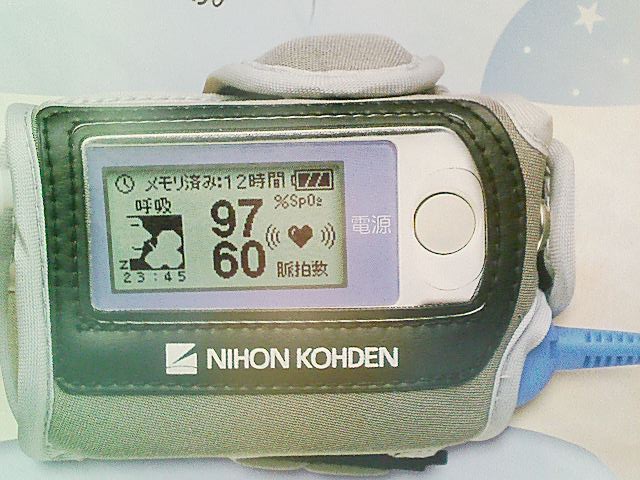 メモリ済み:12時間
呼吸
97
%SpO₂
電源
60
脈拍数
Z
23:45
NIHON KOHDEN